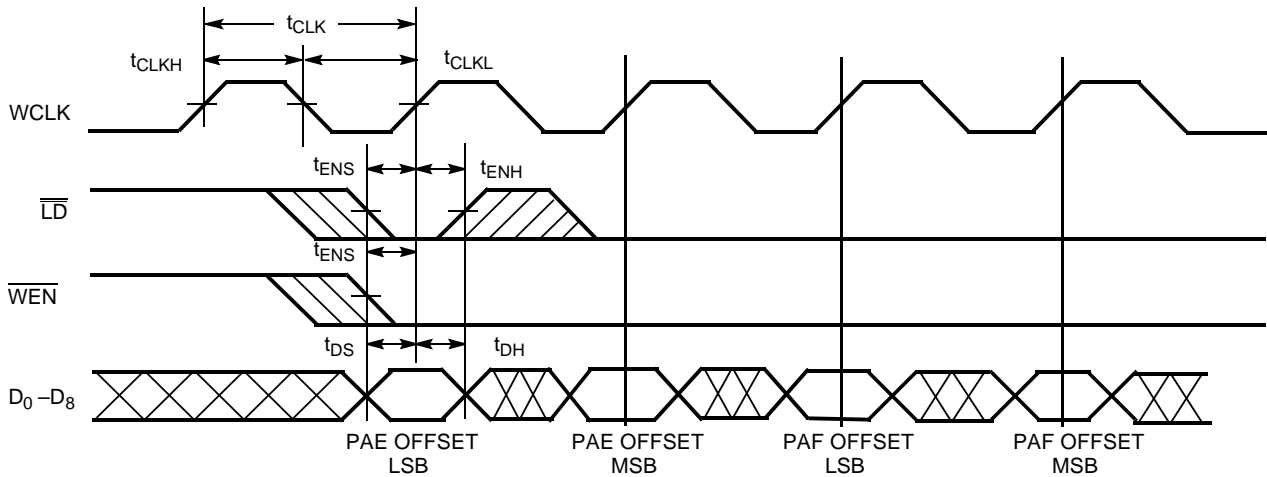 tCLK
tCLKH
tCLKL
WCLK
tENS
tENH
LD
tENS
WEN
tDS
tDH
D0 –D8
PAE OFFSET
LSB
PAE OFFSET
MSB
PAF OFFSET
LSB
PAF OFFSET
MSB